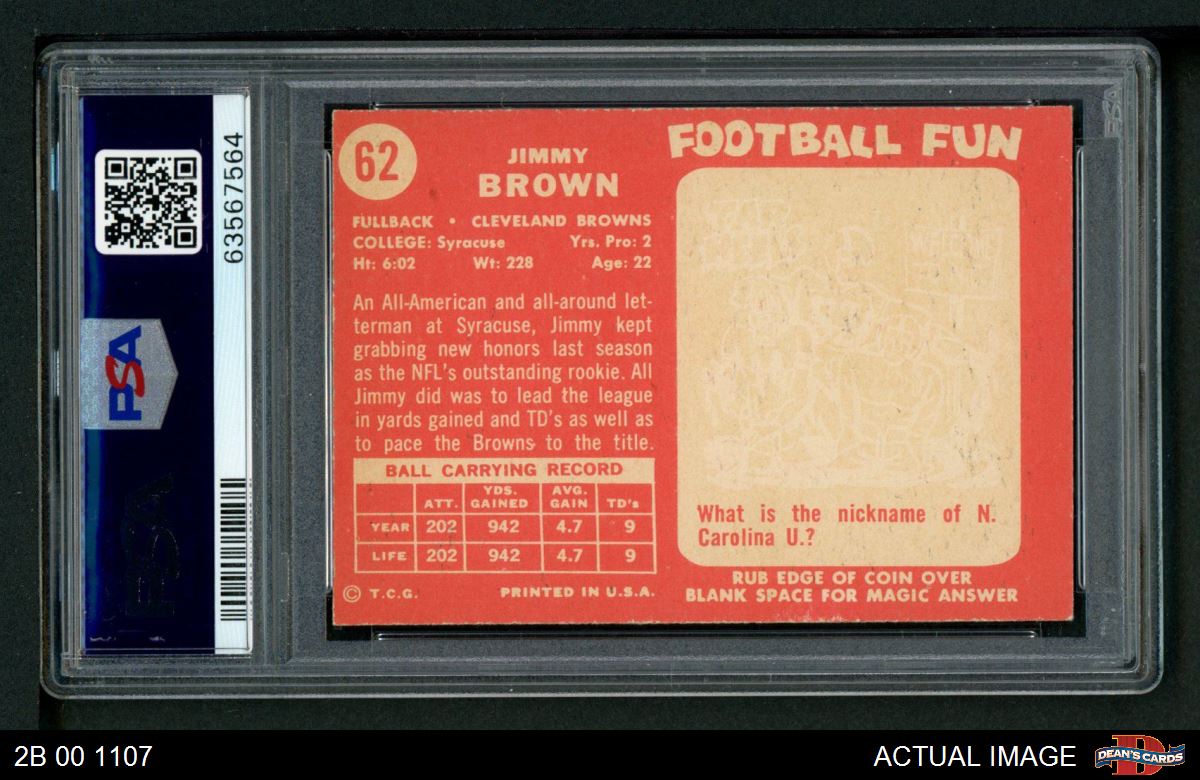 PSA
63567564
62
JIMMY
BROWN
FULLBACK • CLEVELAND BROWNS
COLLEGE: Syracuse Yrs. Pro: 2
Ht: 6:02 Wt: 228 Age: 22
An All-American and all-around let-
terman at Syracuse, Jimmy kept
grabbing new honors last season
as the NFL's outstanding rookie. All
Jimmy did was to lead the league
in yards gained and TD's as well as
to pace the Browns to the title.
BALL CARRYING RECORD
ATT. YDS. GAINED AVG. GAIN TD's
YEAR 202 942 4.7 9
LIFE 202 942 4.7 9
© T.C.G. PRINTED IN U.S.A.
FOOTBALL FUN
What is the nickname of N.
Carolina U.?
RUB EDGE OF COIN OVER
BLANK SPACE FOR MAGIC ANSWER
PSA
2B 00 1107
ACTUAL IMAGE
DEAN'S CARDS